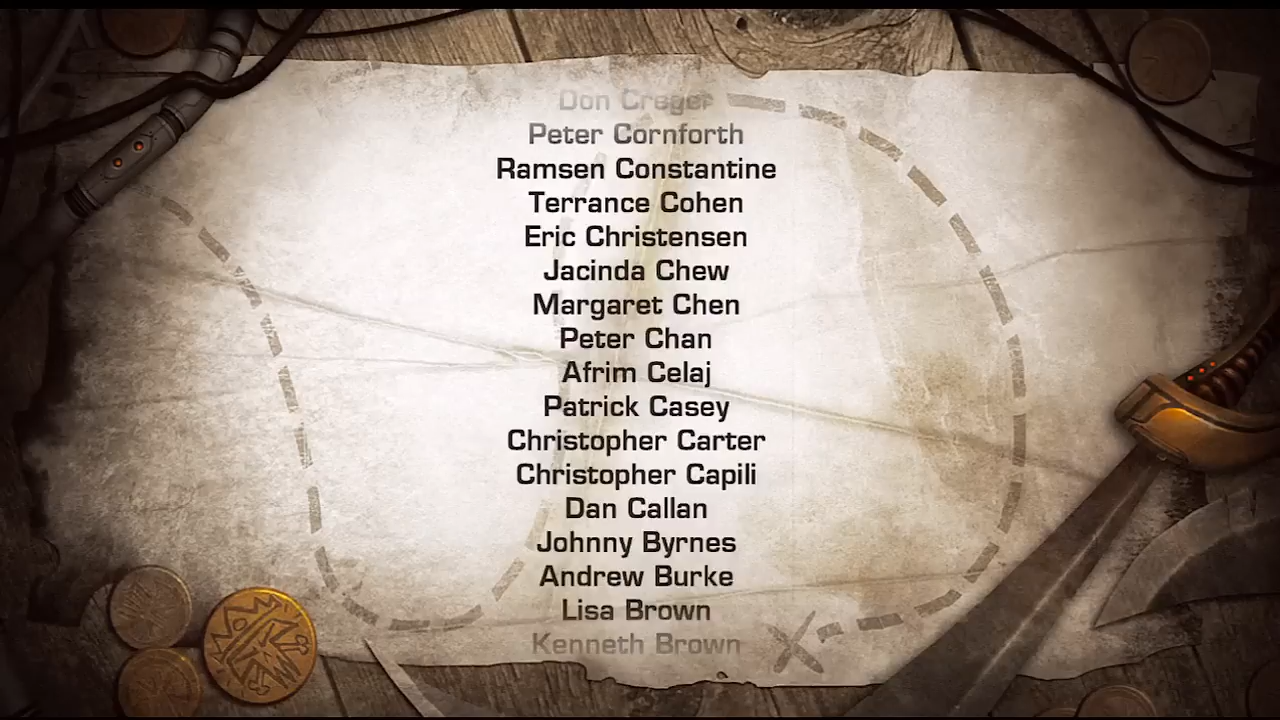 Don Creger
Peter Cornforth
Ramsen Constantine
Terrance Cohen
Eric Christensen
Jacinda Chew
Margaret Chen
Peter Chan
Afrim Celaj
Patrick Casey
Christopher Carter
Christopher Capili
Dan Callan
Johnny Byrnes
Andrew Burke
Lisa Brown
Kenneth Brown